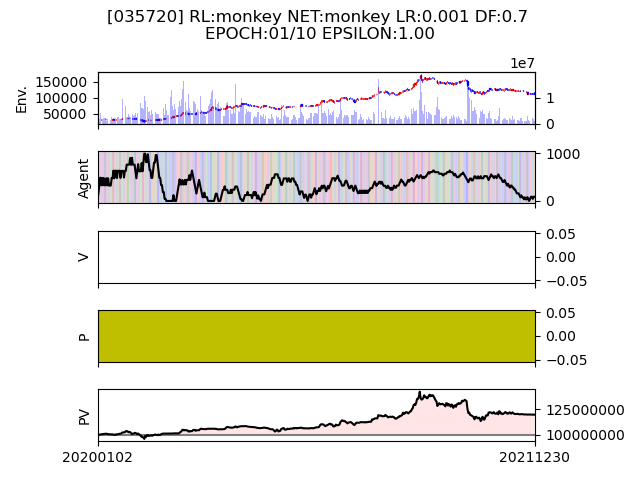 [035720] RL:monkey NET:monkey LR:0.001 DF:0.7
EPOCH:01/10 EPSILON:1.00
1e7
Env.
150000
100000
50000
1
0
Agent
1000
0
V
0.05
0.00
−0.05
P
0.05
0.00
−0.05
PV
125000000
100000000
20200102
20211230